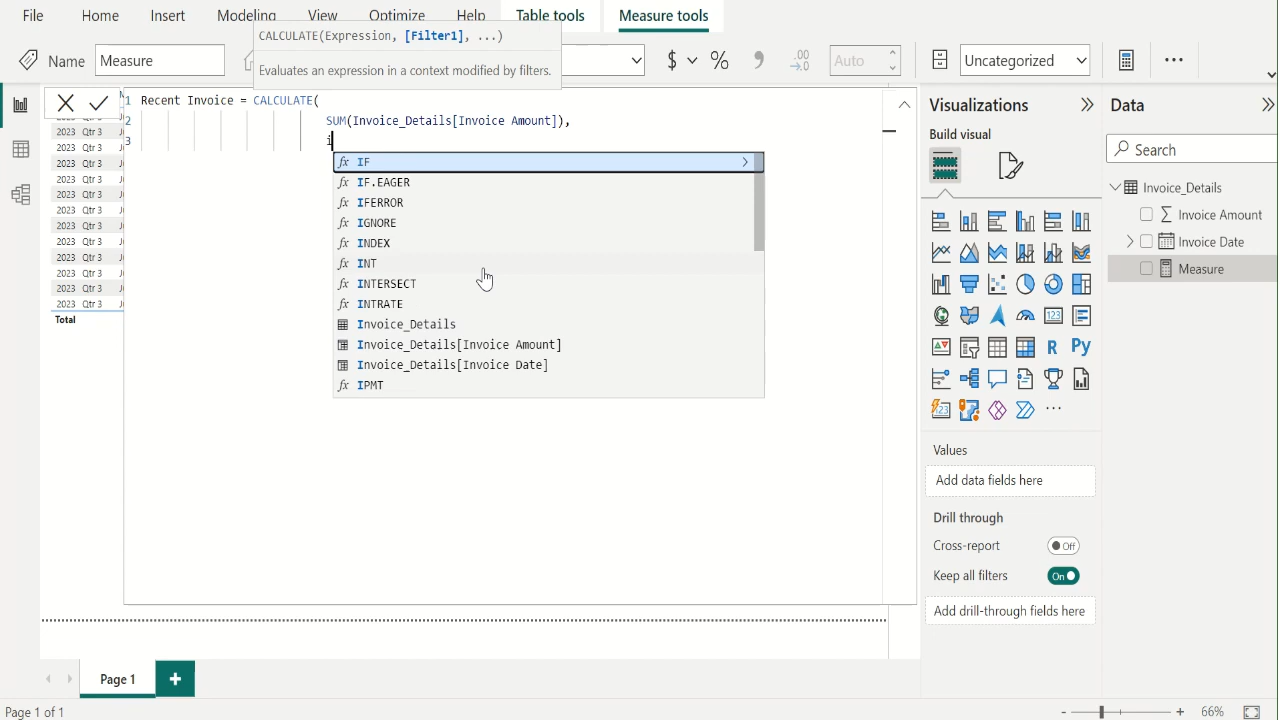 File Home Insert Modeling View Optimize Help Table tools Measure tools
CALCULATE(Expression, [Filter1], ...)
Evaluates an expression in a context modified by filters.
Name Measure $ % Auto Uncategorized
1 Recent Invoice = CALCULATE(
2 SUM(Invoice_Details[Invoice Amount]),
3 i
IF
IF.EAGER
IFERROR
IGNORE
INDEX
INT
INTERSECT
INTRATE
Invoice_Details
Invoice_Details[Invoice Amount]
Invoice_Details[Invoice Date]
IPMT
2023 Qtr 3
2023 Qtr 3
2023 Qtr 3
2023 Qtr 3
2023 Qtr 3
2023 Qtr 3
2023 Qtr 3
2023 Qtr 3
2023 Qtr 3
2023 Qtr 3
2023 Qtr 3
2023 Qtr 3
Total
Visualizations
Build visual
123
R
Py
123
Values
Add data fields here
Drill through
Cross-report Off
Keep all filters On
Add drill-through fields here
Data
Search
Invoice_Details
Invoice Amount
Invoice Date
Measure
Page 1
Page 1 of 1
66%